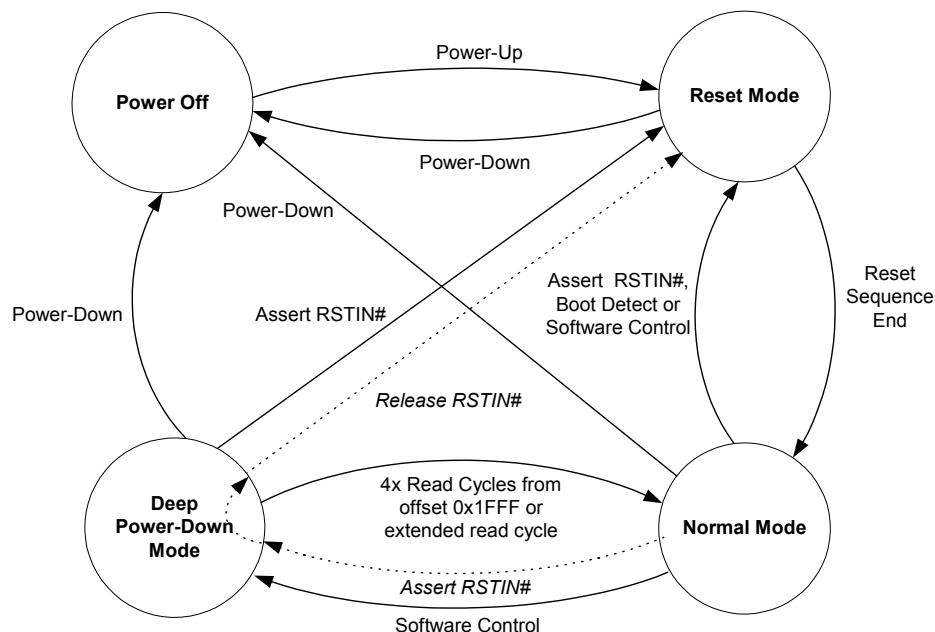 Power-Up
Power Off
Reset Mode
Power-Down
Power-Down
Power-Down
Assert RSTIN#
Assert RSTIN#,
Boot Detect or
Software Control
Reset
Sequence
End
Release RSTIN#
Deep
Power-Down
Mode
4x Read Cycles from
offset 0x1FFF or
extended read cycle
Normal Mode
Assert RSTIN#
Software Control